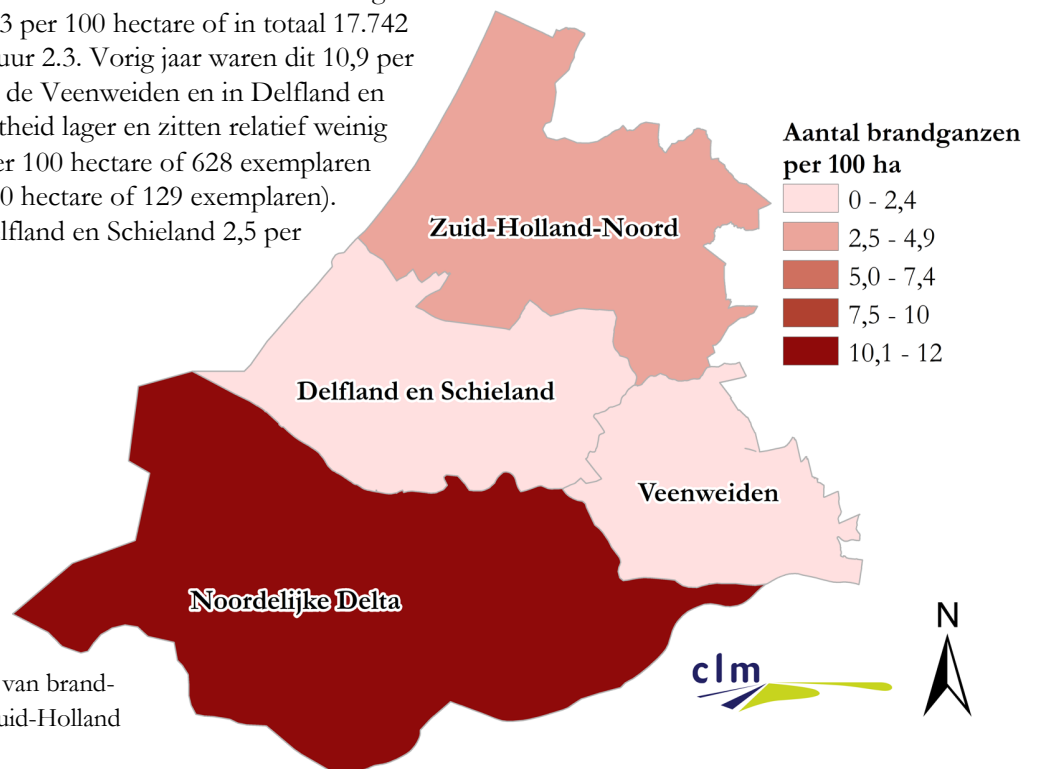 3 per 100 hectare of in totaal 17.742
uur 2.3. Vorig jaar waren dit 10,9 per
de Veenweiden en in Delfland en
theid lager en zitten relatief weinig
er 100 hectare of 628 exemplaren
0 hectare of 129 exemplaren).
lfland en Schieland 2,5 per
van brand-
uid-Holland
Zuid-Holland-Noord
Delfland en Schieland
Veenweiden
Noordelijke Delta
Aantal brandganzen
per 100 ha
0 - 2,4
2,5 - 4,9
5,0 - 7,4
7,5 - 10
10,1 - 12
clm
N